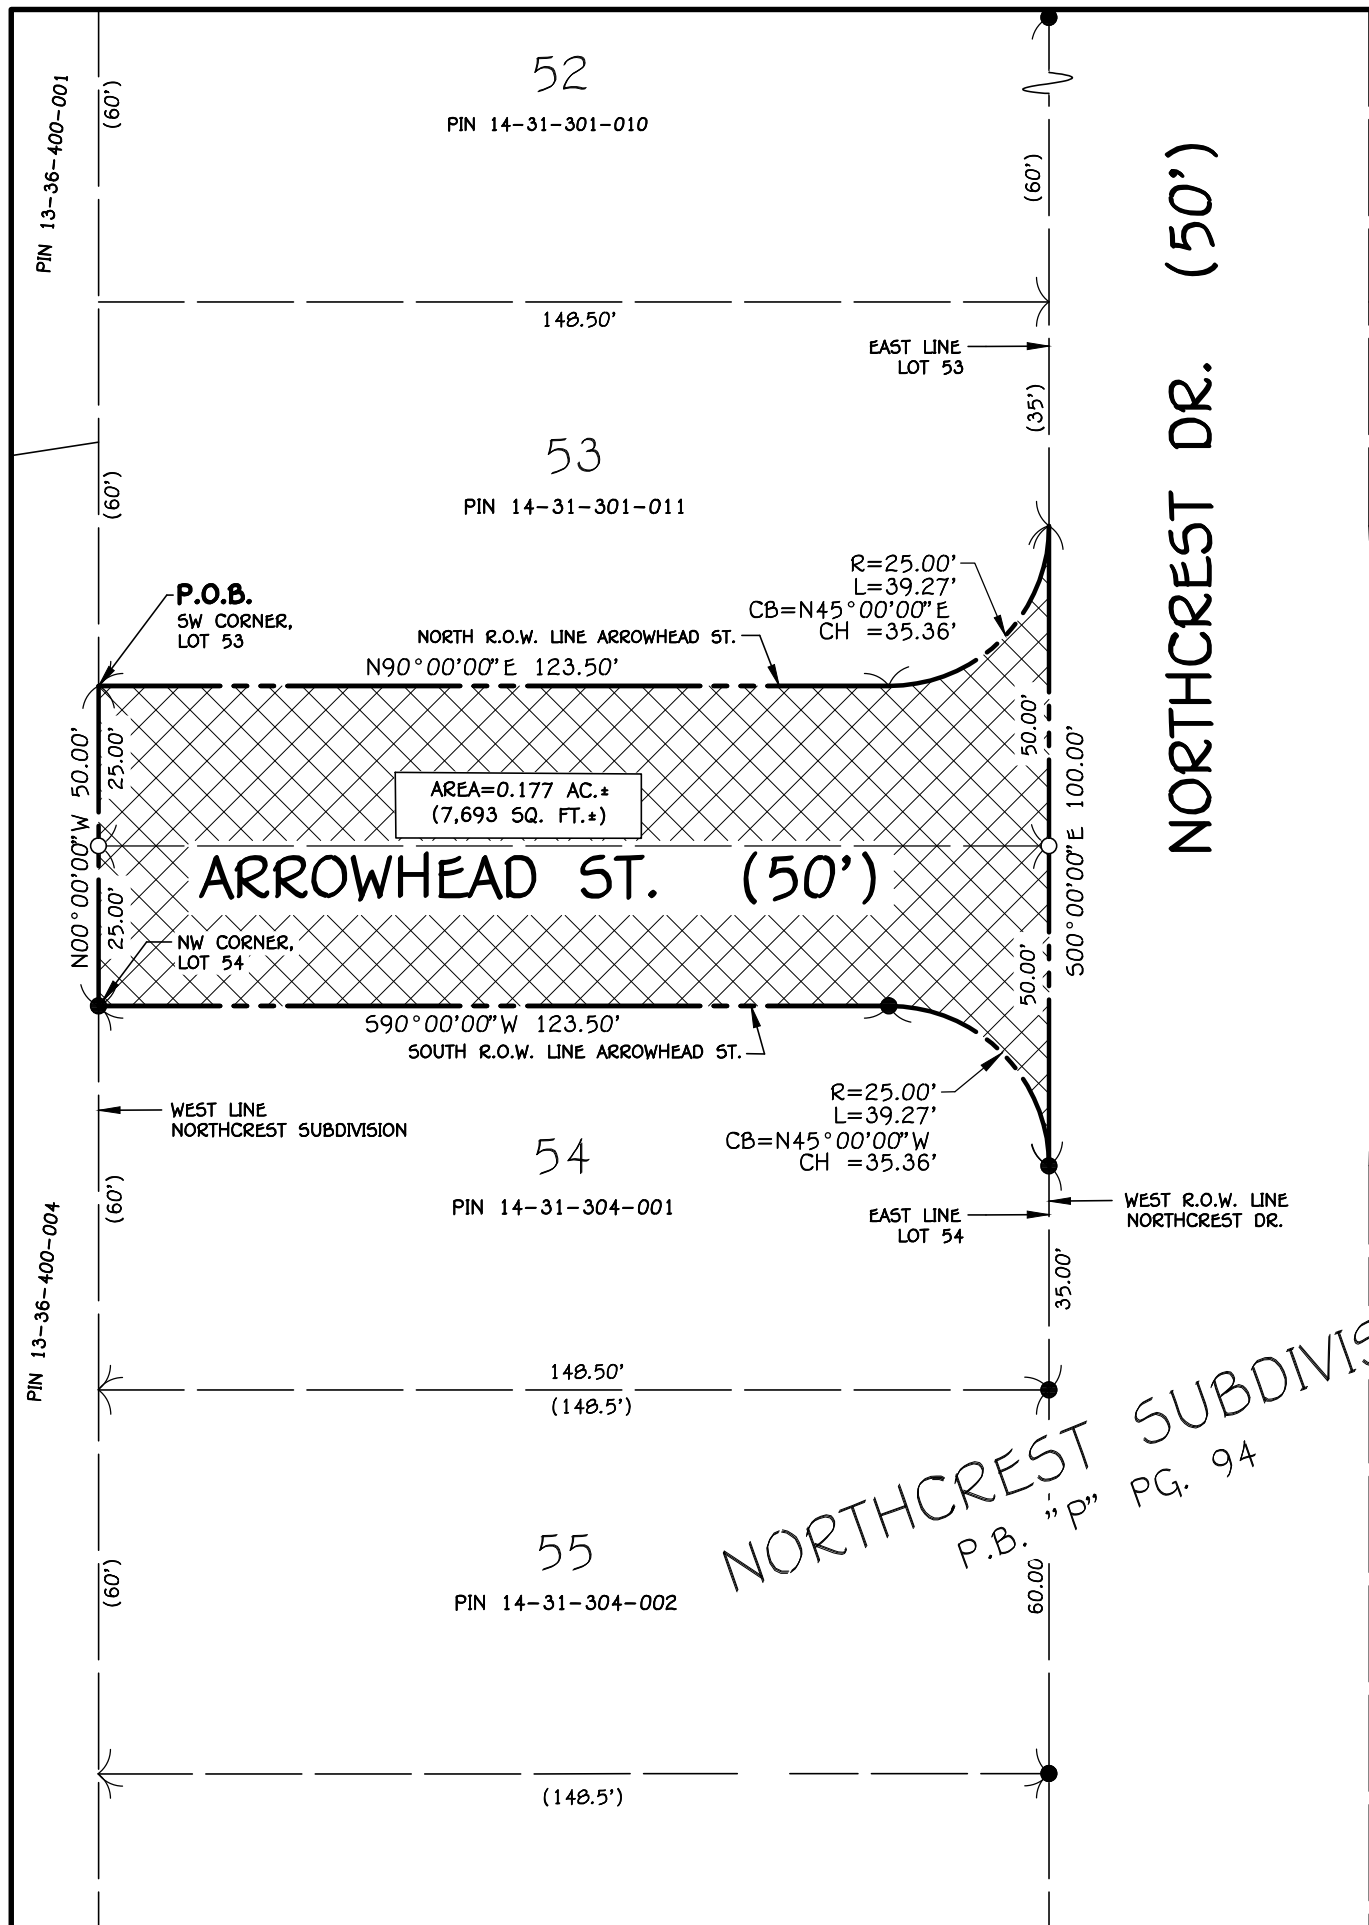 52
PIN 14-31-301-010
PIN 13-36-400-001
(60')
(60')
NORTHCREST DR. (50')
148.50'
EAST LINE
LOT 53
(35')
53
PIN 14-31-301-011
(60')
P.O.B.
SW CORNER,
LOT 53
R=25.00'
L=39.27'
CB=N45°00'00"E
CH =35.36'
NORTH R.O.W. LINE ARROWHEAD ST.
N90°00'00"E 123.50'
N00°00'00"W 50.00'
25.00'
25.00'
AREA=0.177 AC.±
(7,693 SQ. FT.±)
50.00'
50.00'
S00°00'00"E 100.00'
ARROWHEAD ST. (50')
NW CORNER,
LOT 54
S90°00'00"W 123.50'
SOUTH R.O.W. LINE ARROWHEAD ST.
R=25.00'
L=39.27'
CB=N45°00'00"W
CH =35.36'
WEST LINE
NORTHCREST SUBDIVISION
54
PIN 14-31-304-001
(60')
PIN 13-36-400-004
EAST LINE
LOT 54
WEST R.O.W. LINE
NORTHCREST DR.
35.00'
148.50'
(148.5')
NORTHCREST SUBDIVIS
P.B. "P" PG. 94
55
PIN 14-31-304-002
(60')
60.00
(148.5')